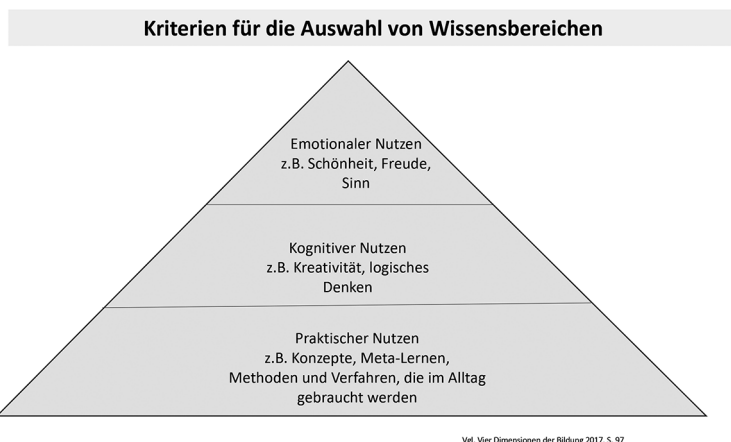 Kriterien für die Auswahl von Wissensbereichen
Emotionaler Nutzen
z.B. Schönheit, Freude,
Sinn
Kognitiver Nutzen
z.B. Kreativität, logisches
Denken
Praktischer Nutzen
z.B. Konzepte, Meta-Lernen,
Methoden und Verfahren, die im Alltag
gebraucht werden
Vgl. Vier Dimensionen der Bildung 2017, S. 97